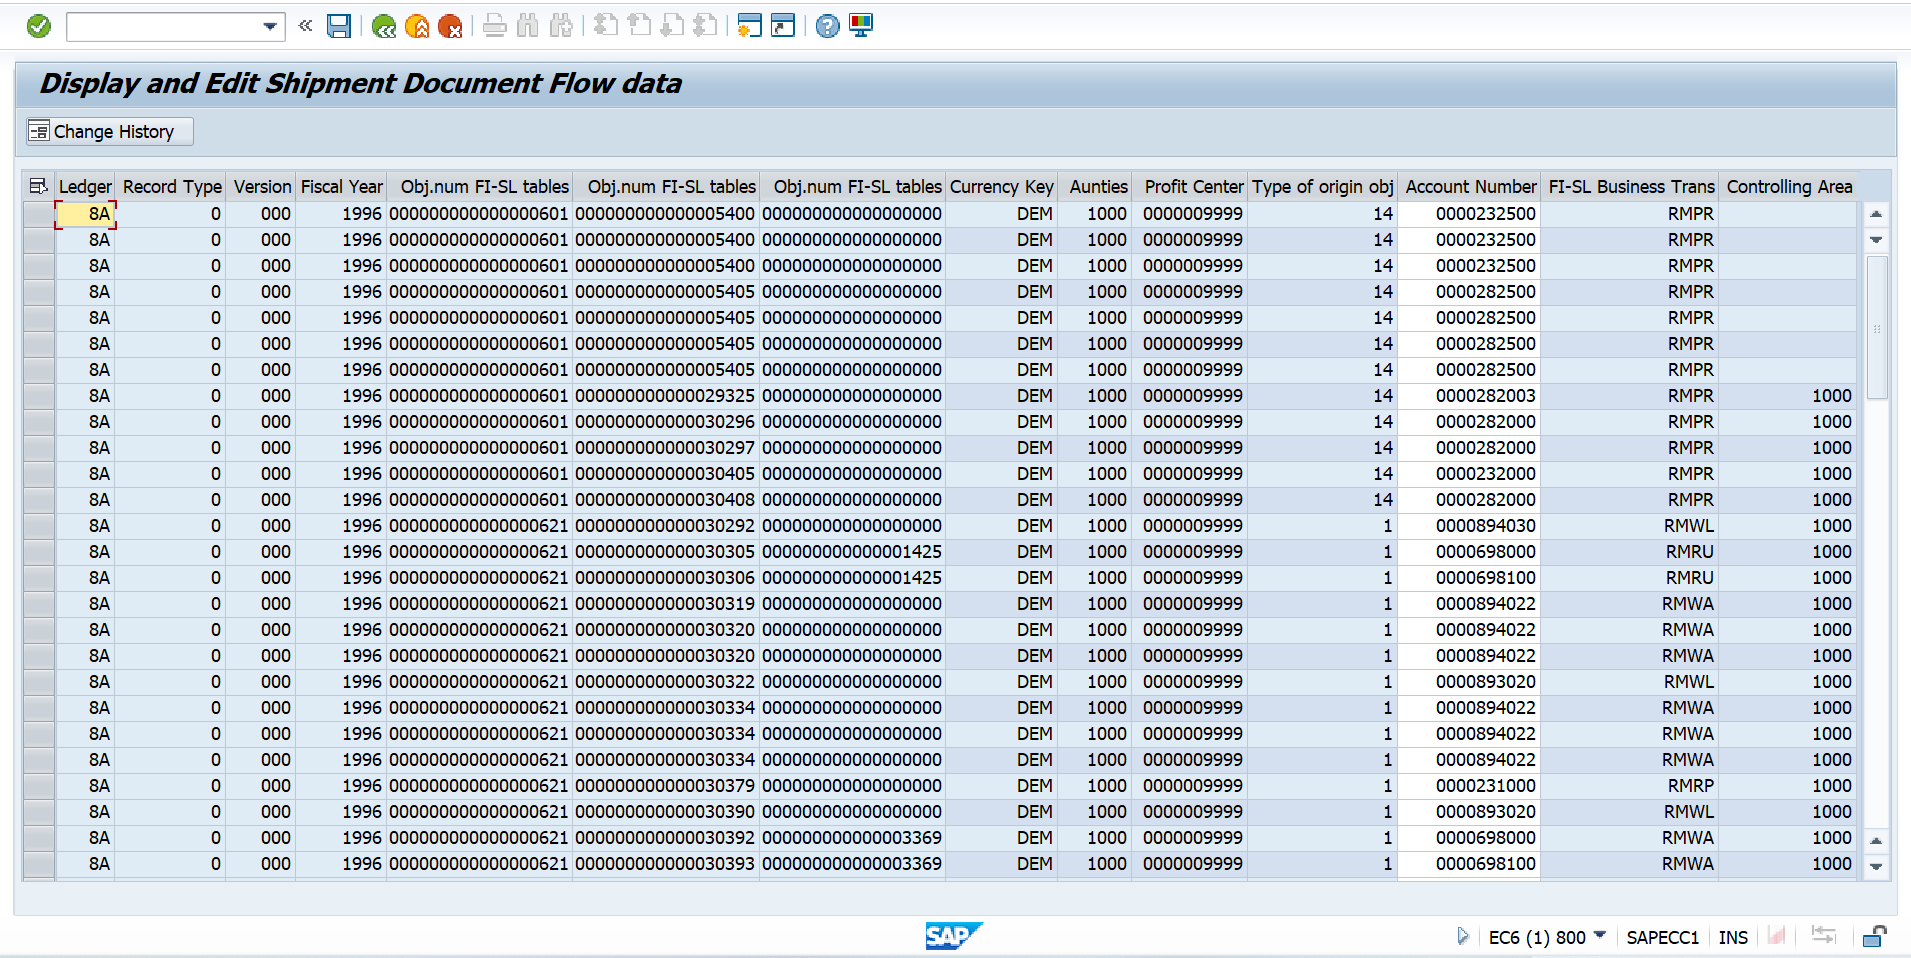 Display and Edit Shipment Document Flow data
Change History
Ledger Record Type Version Fiscal Year Obj.num FI-SL tables Obj.num FI-SL tables Obj.num FI-SL tables Currency Key Aunties Profit Center Type of origin obj Account Number FI-SL Business Trans Controlling Area
8A 0 000 1996 000000000000000601 000000000000005400 000000000000000000 DEM 1000 0000009999 14 0000232500 RMPR
8A 0 000 1996 000000000000000601 000000000000005400 000000000000000000 DEM 1000 0000009999 14 0000232500 RMPR
8A 0 000 1996 000000000000000601 000000000000005400 000000000000000000 DEM 1000 0000009999 14 0000232500 RMPR
8A 0 000 1996 000000000000000601 000000000000005405 000000000000000000 DEM 1000 0000009999 14 0000282500 RMPR
8A 0 000 1996 000000000000000601 000000000000005405 000000000000000000 DEM 1000 0000009999 14 0000282500 RMPR
8A 0 000 1996 000000000000000601 000000000000005405 000000000000000000 DEM 1000 0000009999 14 0000282500 RMPR
8A 0 000 1996 000000000000000601 000000000000005405 000000000000000000 DEM 1000 0000009999 14 0000282500 RMPR
8A 0 000 1996 000000000000000601 000000000000029325 000000000000000000 DEM 1000 0000009999 14 0000282003 RMPR 1000
8A 0 000 1996 000000000000000601 000000000000030296 000000000000000000 DEM 1000 0000009999 14 0000282000 RMPR 1000
8A 0 000 1996 000000000000000601 000000000000030297 000000000000000000 DEM 1000 0000009999 14 0000282000 RMPR 1000
8A 0 000 1996 000000000000000601 000000000000030405 000000000000000000 DEM 1000 0000009999 14 0000232000 RMPR 1000
8A 0 000 1996 000000000000000601 000000000000030408 000000000000000000 DEM 1000 0000009999 14 0000282000 RMPR 1000
8A 0 000 1996 000000000000000621 000000000000030292 000000000000000000 DEM 1000 0000009999 1 0000894030 RMWL 1000
8A 0 000 1996 000000000000000621 000000000000030305 000000000000001425 DEM 1000 0000009999 1 0000698000 RMRU 1000
8A 0 000 1996 000000000000000621 000000000000030306 000000000000001425 DEM 1000 0000009999 1 0000698100 RMRU 1000
8A 0 000 1996 000000000000000621 000000000000030319 000000000000000000 DEM 1000 0000009999 1 0000894022 RMWA 1000
8A 0 000 1996 000000000000000621 000000000000030320 000000000000000000 DEM 1000 0000009999 1 0000894022 RMWA 1000
8A 0 000 1996 000000000000000621 000000000000030320 000000000000000000 DEM 1000 0000009999 1 0000894022 RMWA 1000
8A 0 000 1996 000000000000000621 000000000000030322 000000000000000000 DEM 1000 0000009999 1 0000893020 RMWL 1000
8A 0 000 1996 000000000000000621 000000000000030334 000000000000000000 DEM 1000 0000009999 1 0000894022 RMWA 1000
8A 0 000 1996 000000000000000621 000000000000030334 000000000000000000 DEM 1000 0000009999 1 0000894022 RMWA 1000
8A 0 000 1996 000000000000000621 000000000000030334 000000000000000000 DEM 1000 0000009999 1 0000894022 RMWA 1000
8A 0 000 1996 000000000000000621 000000000000030379 000000000000000000 DEM 1000 0000009999 1 0000231000 RMRP 1000
8A 0 000 1996 000000000000000621 000000000000030390 000000000000000000 DEM 1000 0000009999 1 0000893020 RMWL 1000
8A 0 000 1996 000000000000000621 000000000000030392 000000000000003369 DEM 1000 0000009999 1 0000698000 RMWA 1000
8A 0 000 1996 000000000000000621 000000000000030393 000000000000003369 DEM 1000 0000009999 1 0000698100 RMWA 1000
SAP EC6 (1) 800 SAPECC1 INS